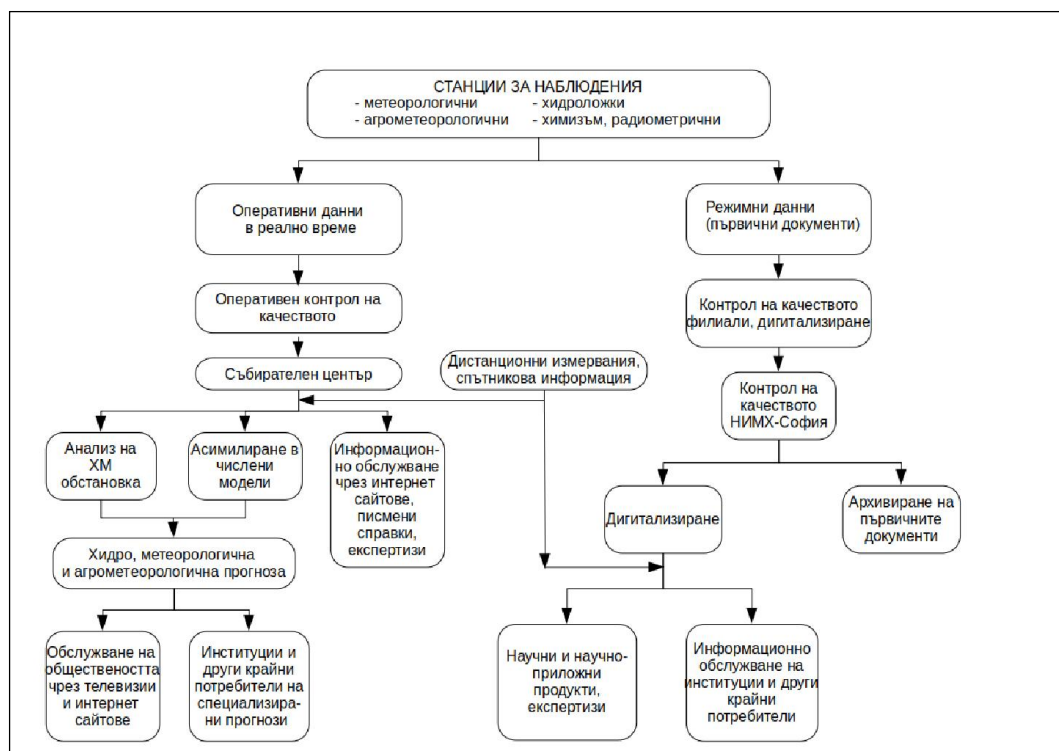 СТАНЦИИ ЗА НАБЛЮДЕНИЯ
- метеорологични - хидроложки
- агрометеорологични - химизъм, радиометрични
Оперативни данни
в реално време
Режимни данни
(първични документи)
Оперативен контрол на
качеството
Контрол на качеството
филиали, дигитализиране
Събирателен център
Дистанционни измервания,
спътникова информация
Контрол на
качеството
НИМХ-София
Анализ на
ХМ
обстановка
Асимилиране в
числени
модели
Информацион-
но обслужване
чрез интернет
сайтове,
писмени
справки,
експертизи
Дигитализиране
Архивиране на
първичните
документи
Хидро, метеорологична
и агрометеорологична прогноза
Обслужване на
обществеността
чрез телевизии
и интернет
сайтове
Институции и
други крайни
потребители на
специализира-
ни прогнози
Научни и научно-
приложни
продукти,
експертизи
Информационно
обслужване на
институции и други
крайни
потребители